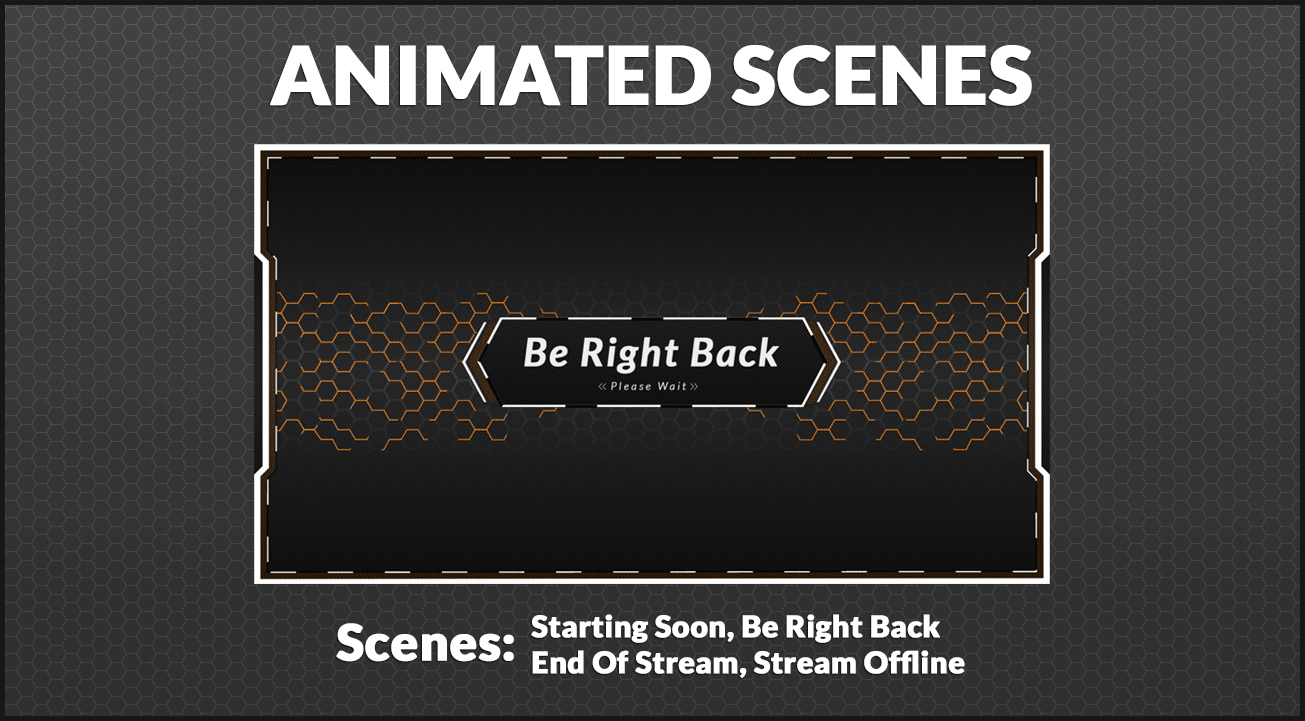 ANIMATED SCENES
Be Right Back
«Please Wait»
Scenes:
Starting Soon, Be Right Back
End Of Stream, Stream Offline